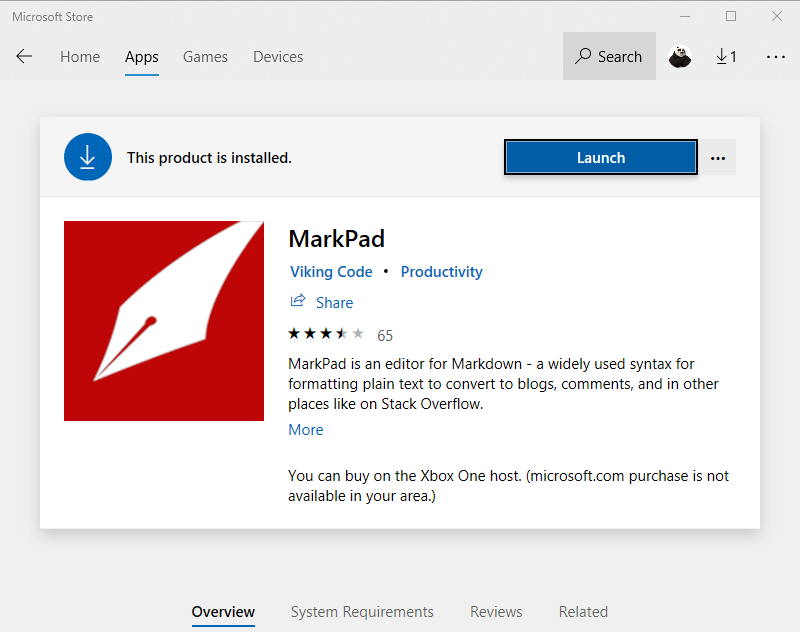 Microsoft Store
Home Apps Games Devices Search 1
This product is installed. Launch
MarkPad
Viking Code • Productivity
Share
65
MarkPad is an editor for Markdown - a widely used syntax for
formatting plain text to convert to blogs, comments, and in other
places like on Stack Overflow.
More
You can buy on the Xbox One host. (microsoft.com purchase is not
available in your area.)
Overview System Requirements Reviews Related